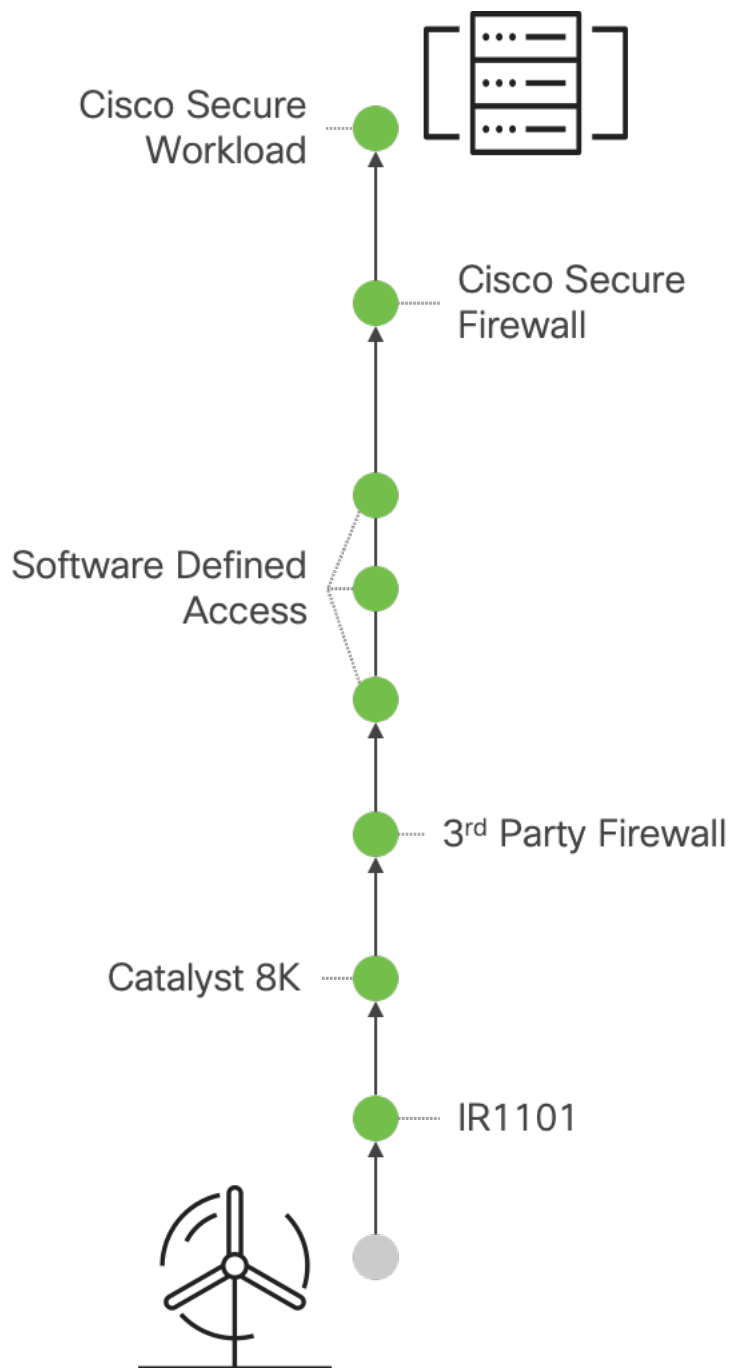 Cisco Secure
Workload
Cisco Secure
Firewall
Software Defined
Access
3rd Party Firewall
Catalyst 8K
IR1101